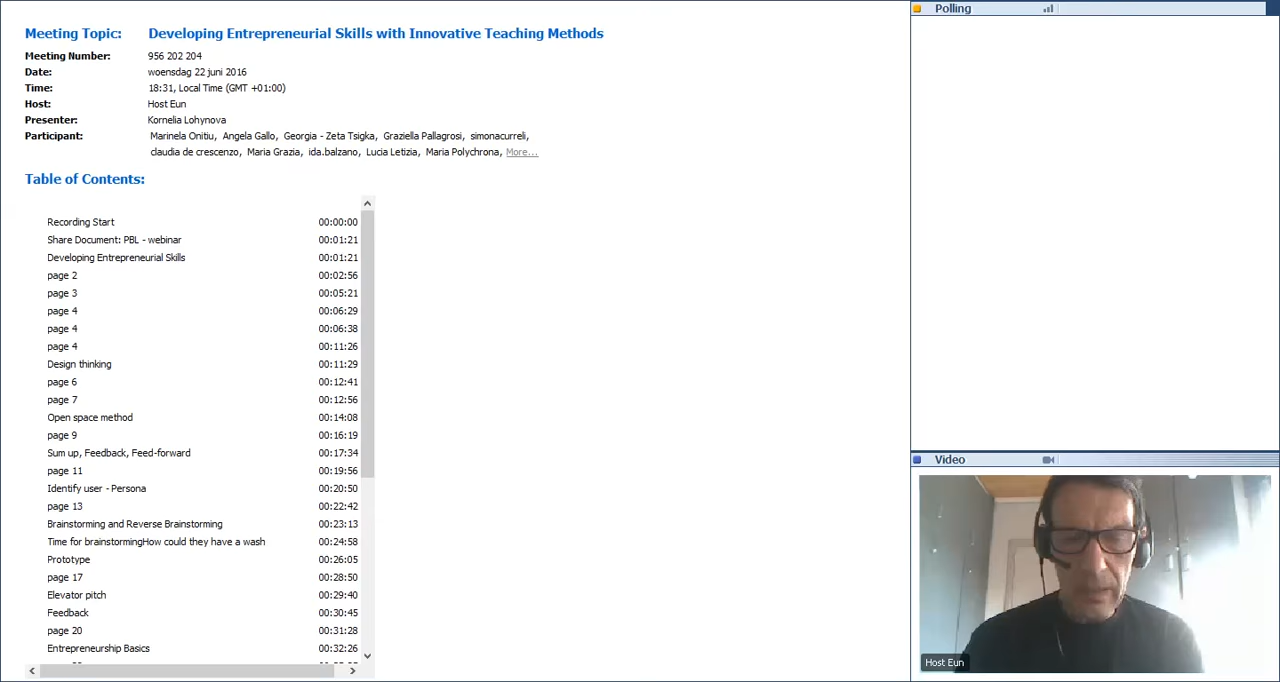 Meeting Topic: Developing Entrepreneurial Skills with Innovative Teaching Methods
Meeting Number: 956 202 204
Date: woensdag 22 juni 2016
Time: 18:31, Local Time (GMT +01:00)
Host: Host Eun
Presenter: Kornelia Lohynova
Participant: Marinela Onitiu, Angela Gallo, Georgia - Zeta Tsigka, Graziella Pallagrosi, simonacurreli,
claudia de crescenzo, Maria Grazia, ida.balzano, Lucia Letizia, Maria Polychrona, More...
Table of Contents:
Recording Start 00:00:00
Share Document: PBL - webinar 00:01:21
Developing Entrepreneurial Skills 00:01:21
page 2 00:02:56
page 3 00:05:21
page 4 00:06:29
page 4 00:06:38
page 4 00:11:26
Design thinking 00:11:29
page 6 00:12:41
page 7 00:12:56
Open space method 00:14:08
page 9 00:16:19
Sum up, Feedback, Feed-forward 00:17:34
page 11 00:19:56
Identify user - Persona 00:20:50
page 13 00:22:42
Brainstorming and Reverse Brainstorming 00:23:13
Time for brainstormingHow could they have a wash 00:24:58
Prototype 00:26:05
page 17 00:28:50
Elevator pitch 00:29:40
Feedback 00:30:45
page 20 00:31:28
Entrepreneurship Basics 00:32:26
Polling
Video
Host Eun